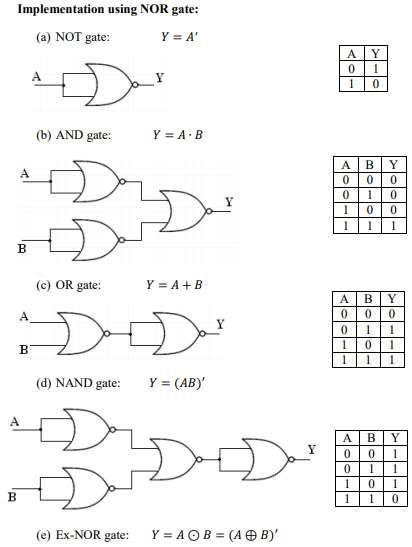 Implementation using NOR gate:
(a) NOT gate: Y = A'
A Y
A Y
0 1
1 0
(b) AND gate: Y = A · B
A
B
Y
A B Y
0 0 0
0 1 0
1 0 0
1 1 1
(c) OR gate: Y = A + B
A
B
Y
A B Y
0 0 0
0 1 1
1 0 1
1 1 1
(d) NAND gate: Y = (AB)'
A
B
Y
A B Y
0 0 1
0 1 1
1 0 1
1 1 0
(e) Ex-NOR gate: Y = A ⊙ B = (A ⊕ B)'